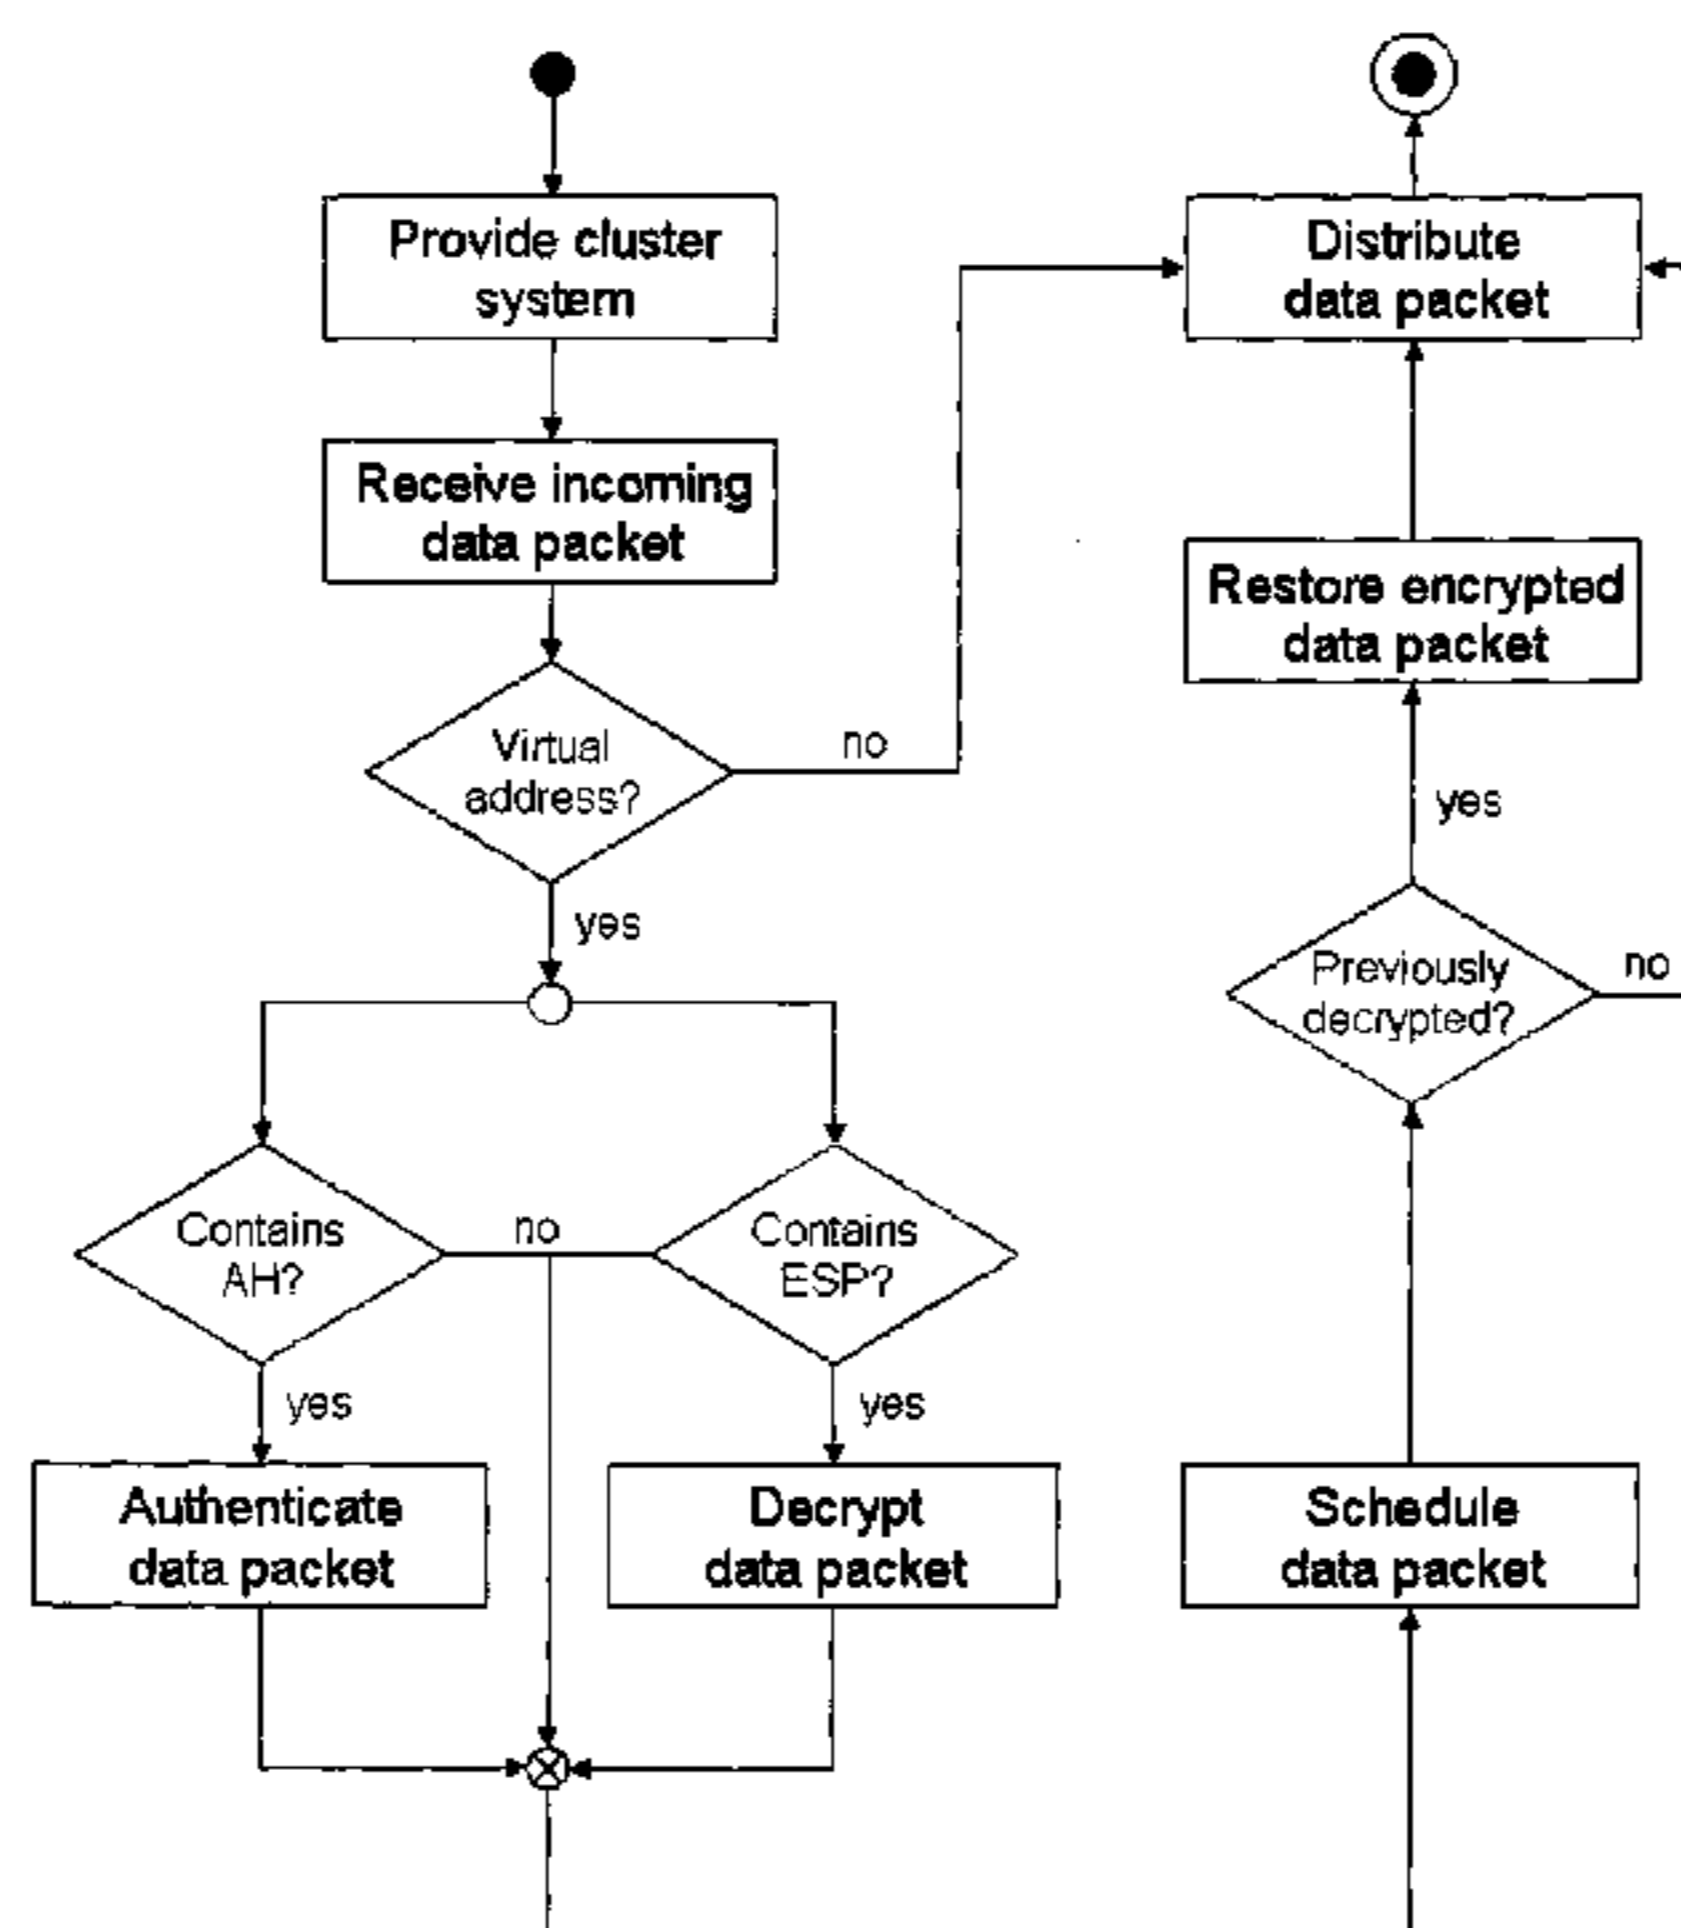 Provide cluster
system
Receive incoming
data packet
Virtual
address?
no
yes
Contains
AH?
no
Contains
ESP?
yes
yes
Authenticate
data packet
Decrypt
data packet
Distribute
data packet
Restore encrypted
data packet
yes
Previously
decrypted?
no
Schedule
data packet